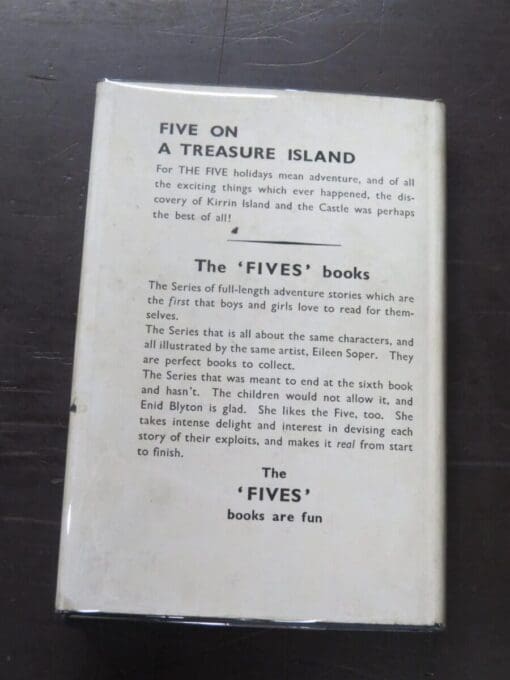 FIVE ON
A TREASURE ISLAND
For THE FIVE holidays mean adventure, and of all
the exciting things which ever happened, the dis-
covery of Kirrin Island and the Castle was perhaps
the best of all!
The 'FIVES' books
The Series of full-length adventure stories which are
the first that boys and girls love to read for them-
selves.
The Series that is all about the same characters, and
all illustrated by the same artist, Eileen Soper. They
are perfect books to collect.
The Series that was meant to end at the sixth book
and hasn't. The children would not allow it, and
Enid Blyton is glad. She likes the Five, too. She
takes intense delight and interest in devising each
story of their exploits, and makes it real from start
to finish.
The
'FIVES'
books are fun